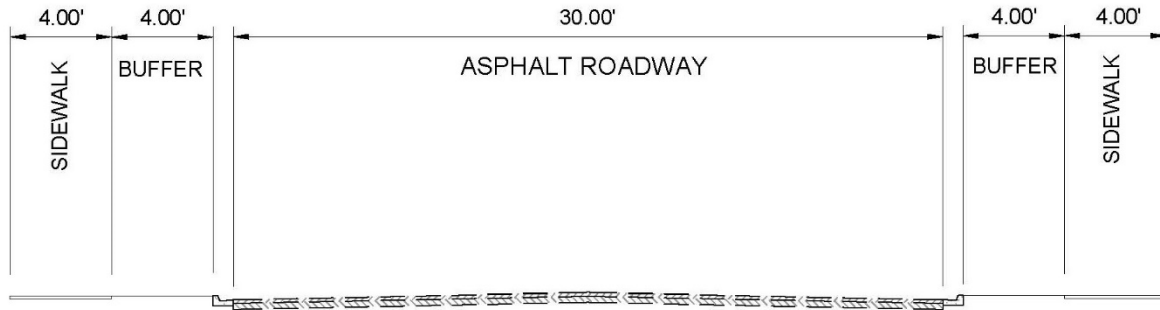 4.00' 4.00' 30.00' 4.00' 4.00'
SIDEWALK BUFFER ASPHALT ROADWAY BUFFER SIDEWALK